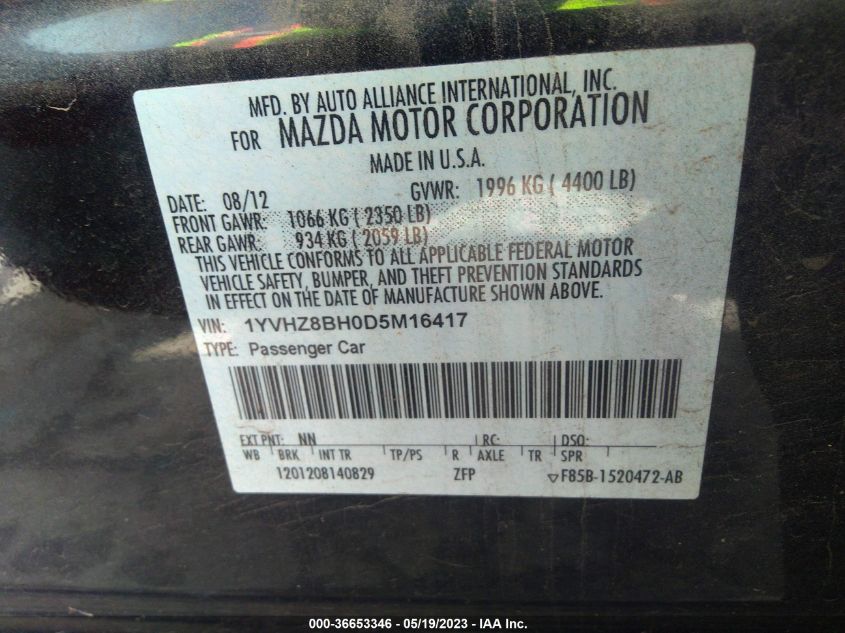 MFD. BY AUTO ALLIANCE INTERNATIONAL, INC.
FOR MAZDA MOTOR CORPORATION
MADE IN U.S.A.
DATE: 08/12 GVWR: 1996 KG ( 4400 LB)
FRONT GAWR: 1066 KG ( 2350 LB)
REAR GAWR: 934 KG ( 2059 LB)
THIS VEHICLE CONFORMS TO ALL APPLICABLE FEDERAL MOTOR
VEHICLE SAFETY, BUMPER, AND THEFT PREVENTION STANDARDS
IN EFFECT ON THE DATE OF MANUFACTURE SHOWN ABOVE.
VIN: 1YVHZ8BH0D5M16417
TYPE: Passenger Car
EXT PNT: NN RC: DSO:
WB BRK INT TR TP/PS R AXLE TR SPR
1201208140829 ZFP ▽F85B-1520472-AB
000-36653346 - 05/19/2023 - IAA Inc.